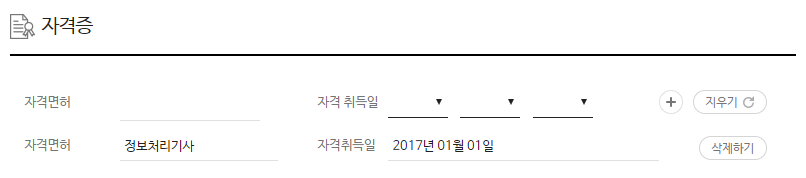 자격증
자격면허 자격 취득일 ▼ ▼ ▼ + 지우기
자격면허 정보처리기사 자격취득일 2017년 01월 01일 삭제하기